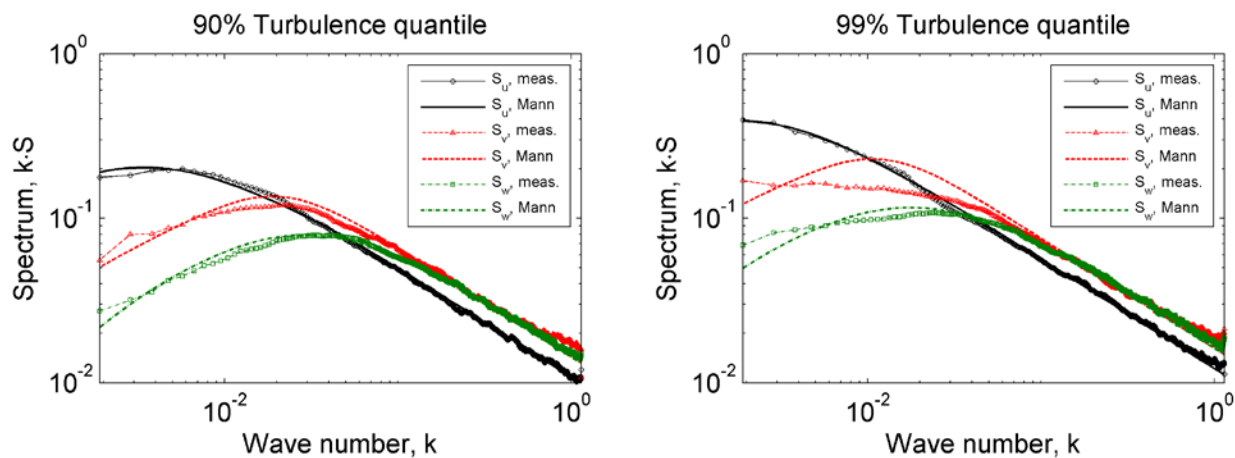 90% Turbulence quantile
10^0
10^-1
10^-2
Spectrum, k·S
S_u, meas.
S_u, Mann
S_v, meas.
S_v, Mann
S_w, meas.
S_w, Mann
10^-2
10^0
Wave number, k
99% Turbulence quantile
10^0
10^-1
10^-2
Spectrum, k·S
S_u, meas.
S_u, Mann
S_v, meas.
S_v, Mann
S_w, meas.
S_w, Mann
10^-2
10^0
Wave number, k